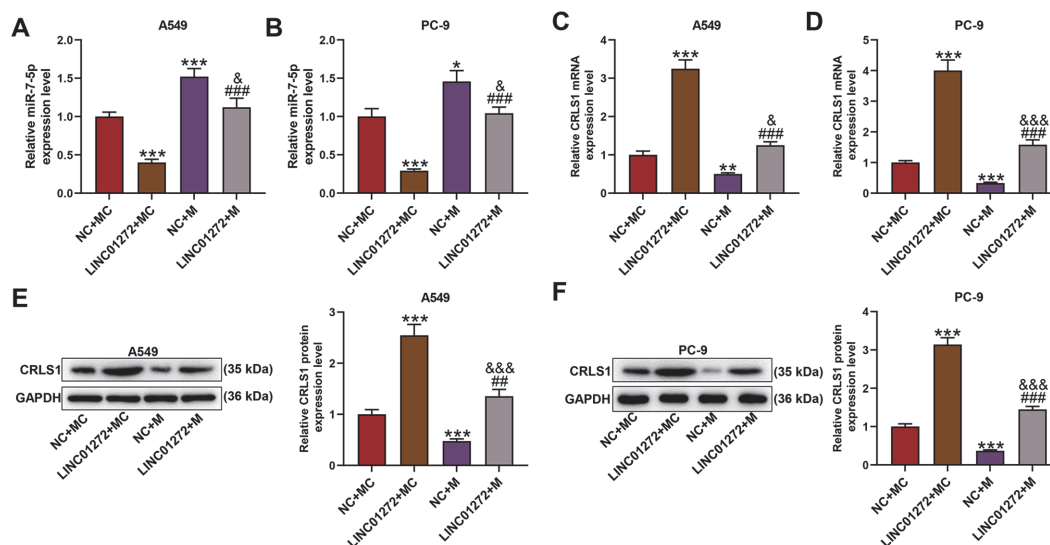 A
A549
Relative miR-7-5p
expression level
2.0
1.5
1.0
0.5
0.0
***
***
&
###
NC+MC
LINC01272+MC
NC+M
LINC01272+M
B
PC-9
Relative miR-7-5p
expression level
2.0
1.5
1.0
0.5
0.0
***
*
&
###
NC+MC
LINC01272+MC
NC+M
LINC01272+M
C
A549
Relative CRLS1 mRNA
expression level
4
3
2
1
0
***
**
&
###
NC+MC
LINC01272+MC
NC+M
LINC01272+M
D
PC-9
Relative CRLS1 mRNA
expression level
5
4
3
2
1
0
***
***
&&&
###
NC+MC
LINC01272+MC
NC+M
LINC01272+M
E
A549
CRLS1
(35 kDa)
GAPDH
(36 kDa)
NC+MC
LINC01272+MC
NC+M
LINC01272+M
A549
Relative CRLS1 protein
expression level
3
2
1
0
***
***
&&&
##
NC+MC
LINC01272+MC
NC+M
LINC01272+M
F
PC-9
CRLS1
(35 kDa)
GAPDH
(36 kDa)
NC+MC
LINC01272+MC
NC+M
LINC01272+M
PC-9
Relative CRLS1 protein
expression level
4
3
2
1
0
***
***
&&&
###
NC+MC
LINC01272+MC
NC+M
LINC01272+M